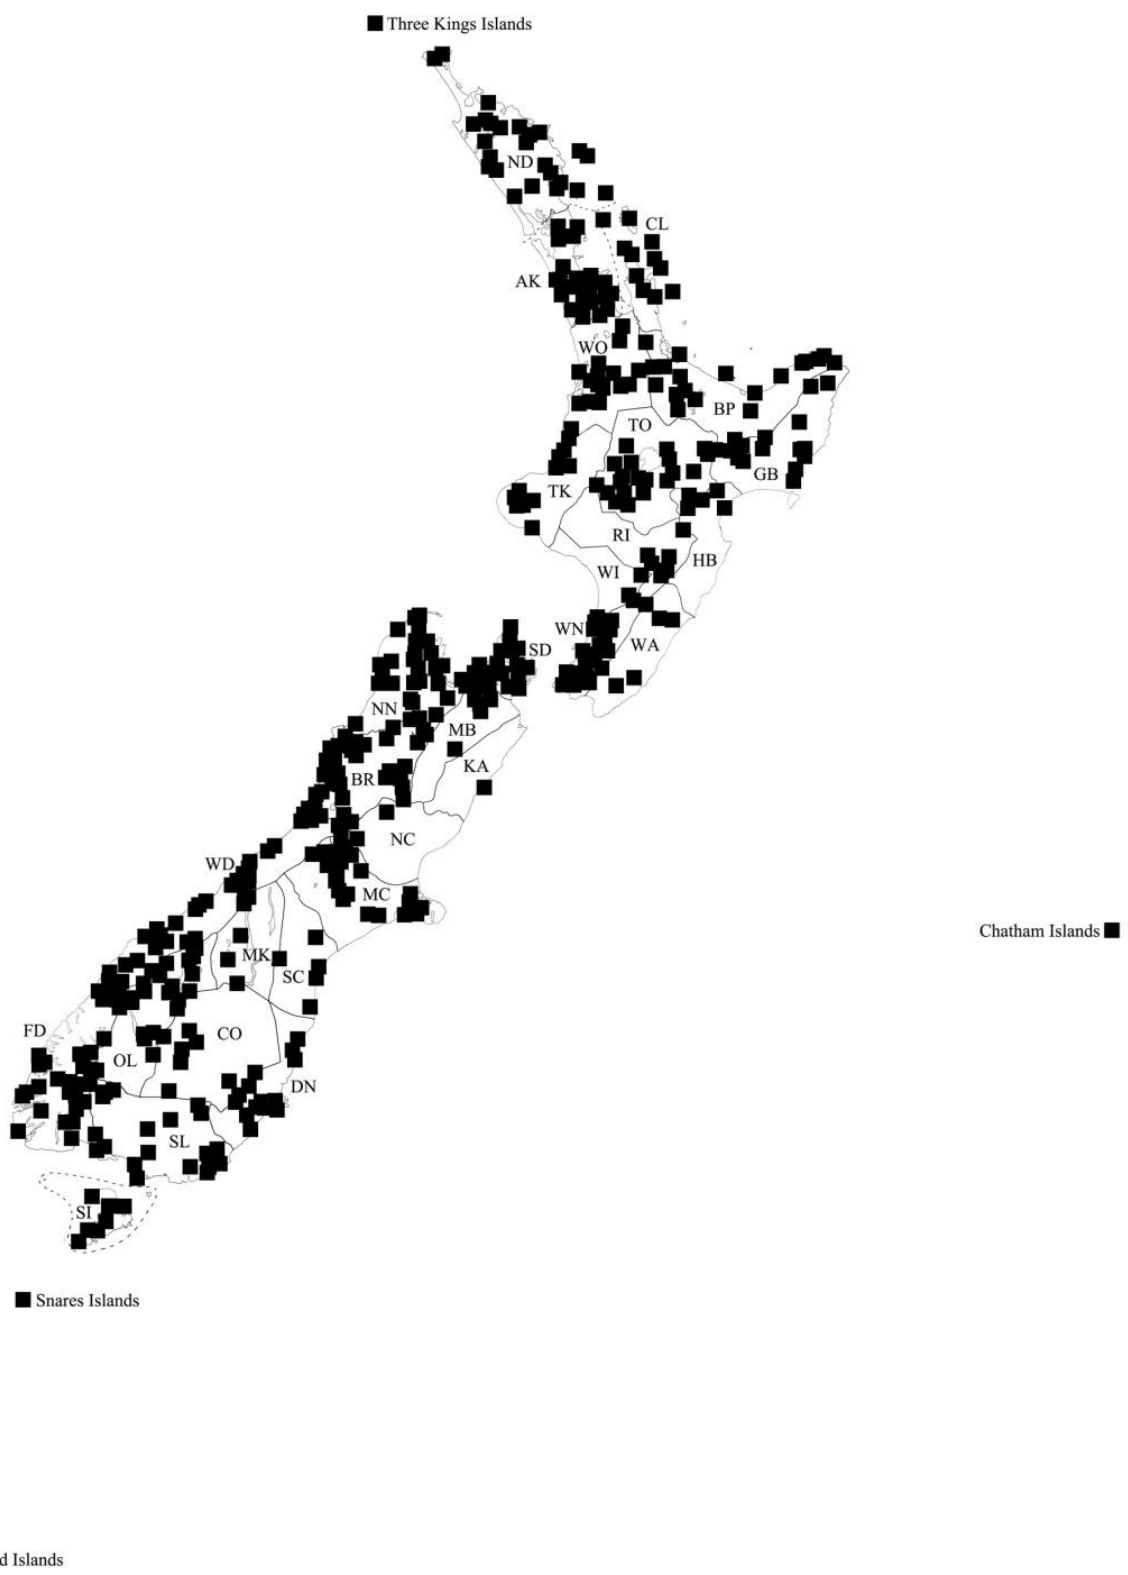 Three Kings Islands
ND
CL
AK
WO
BP
TO
GB
TK
RI
HB
WI
WN
WA
SD
NN
MB
KA
BR
NC
WD
MC
MK
SC
Chatham Islands
FD
CO
OL
DN
SL
SI
Snares Islands
d Islands